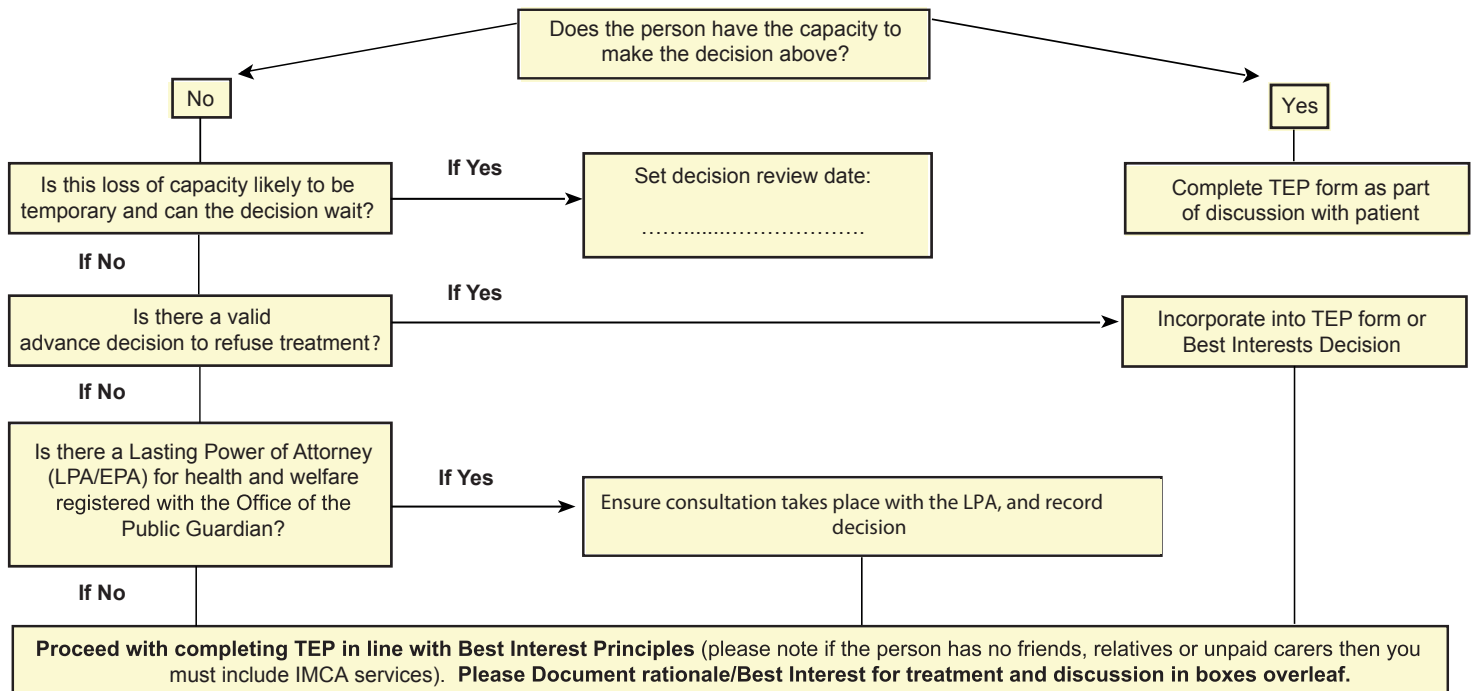 Does the person have the capacity to
make the decision above?
No
Yes
Is this loss of capacity likely to be
temporary and can the decision wait?
If Yes
Set decision review date:
.....................................
Complete TEP form as part
of discussion with patient
If No
Is there a valid
advance decision to refuse treatment?
If Yes
Incorporate into TEP form or
Best Interests Decision
If No
Is there a Lasting Power of Attorney
(LPA/EPA) for health and welfare
registered with the Office of the
Public Guardian?
If Yes
Ensure consultation takes place with the LPA, and record
decision
If No
Proceed with completing TEP in line with Best Interest Principles (please note if the person has no friends, relatives or unpaid carers then you
must include IMCA services). Please Document rationale/Best Interest for treatment and discussion in boxes overleaf.